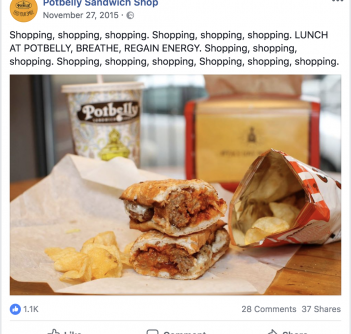 Potbelly Sandwich Shop
November 27, 2015 ·
Shopping, shopping, shopping. Shopping, shopping, shopping. LUNCH
AT POTBELLY, BREATHE, REGAIN ENERGY. Shopping, shopping,
shopping. Shopping, shopping, shopping, Shopping, shopping, shopping.
Potbelly
1.1K
28 Comments 37 Shares
Like Comment Share